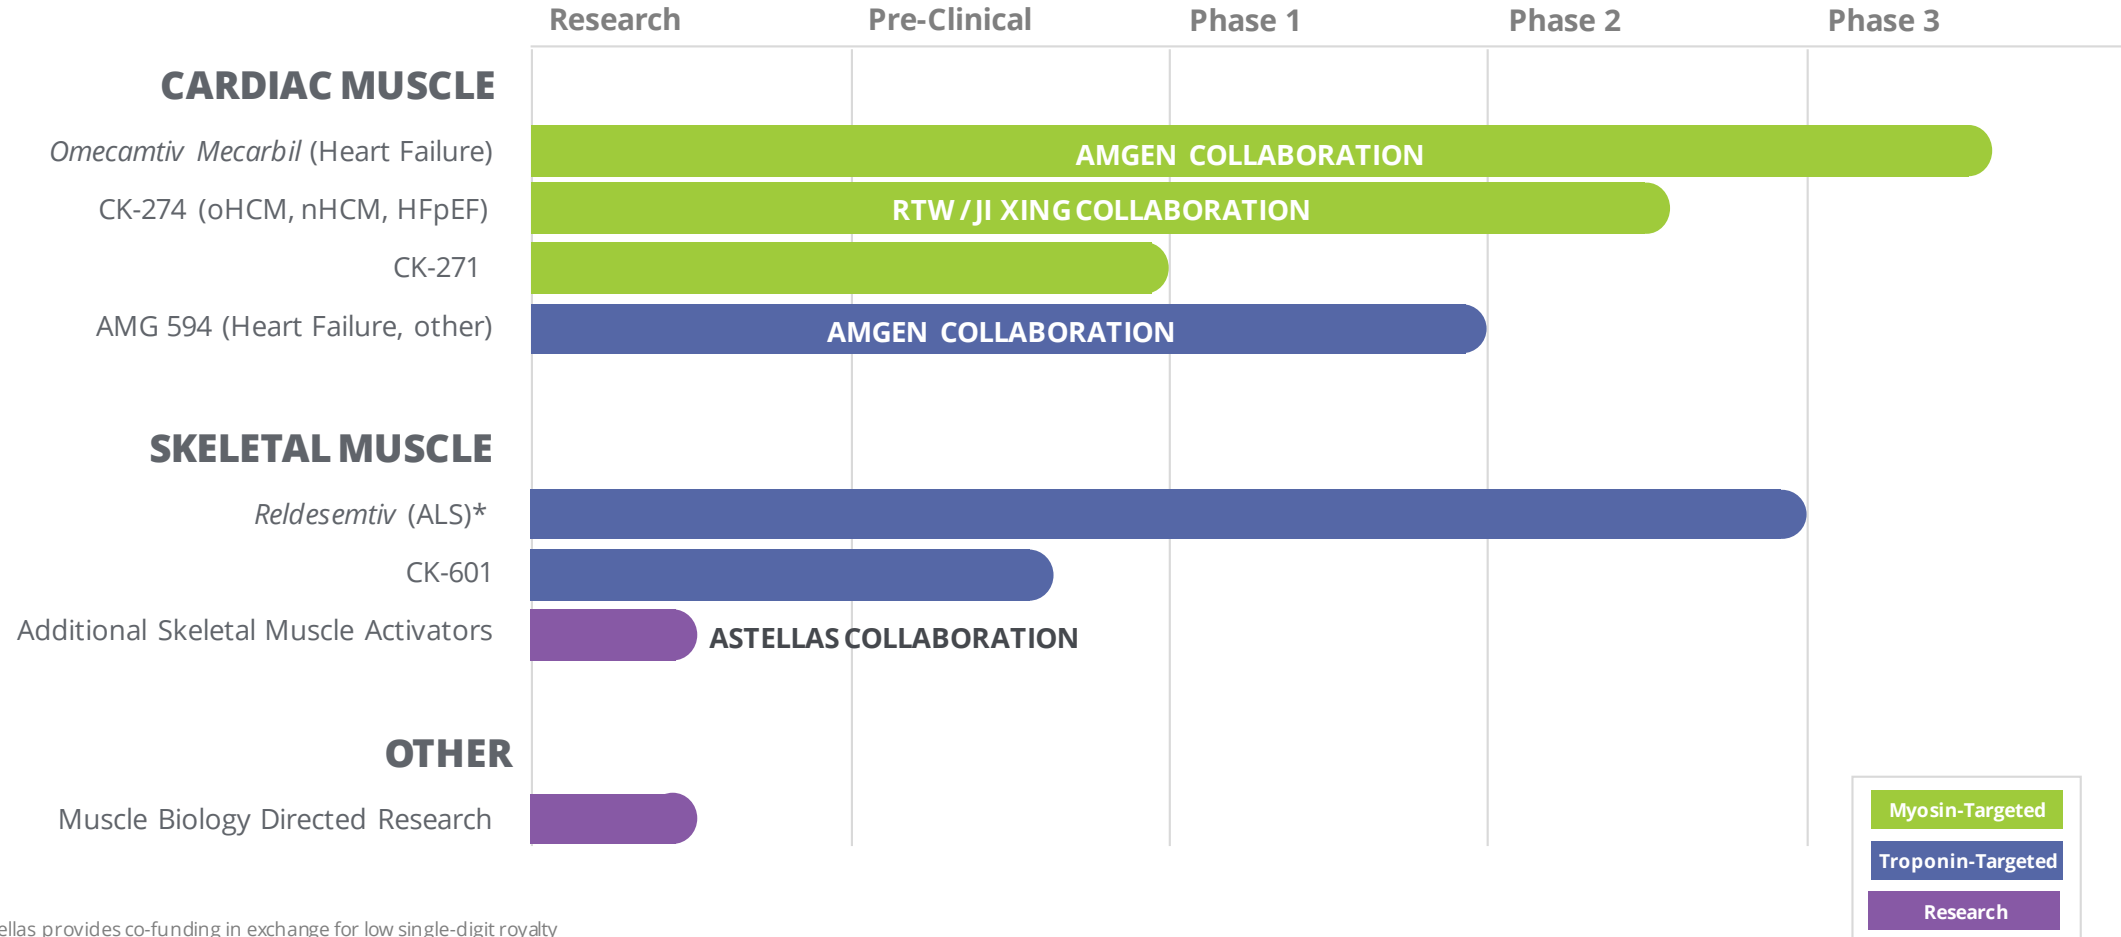 Research Pre-Clinical Phase 1 Phase 2 Phase 3
CARDIAC MUSCLE
Omecamtiv Mecarbil (Heart Failure) AMGEN COLLABORATION
CK-274 (oHCM, nHCM, HFpEF) RTW / JI XING COLLABORATION
CK-271
AMG 594 (Heart Failure, other) AMGEN COLLABORATION
SKELETAL MUSCLE
Reldesemtiv (ALS)*
CK-601
Additional Skeletal Muscle Activators ASTELLAS COLLABORATION
OTHER
Muscle Biology Directed Research
Myosin-Targeted
Troponin-Targeted
Research
provides co-funding in exchange for low single-digit royalty